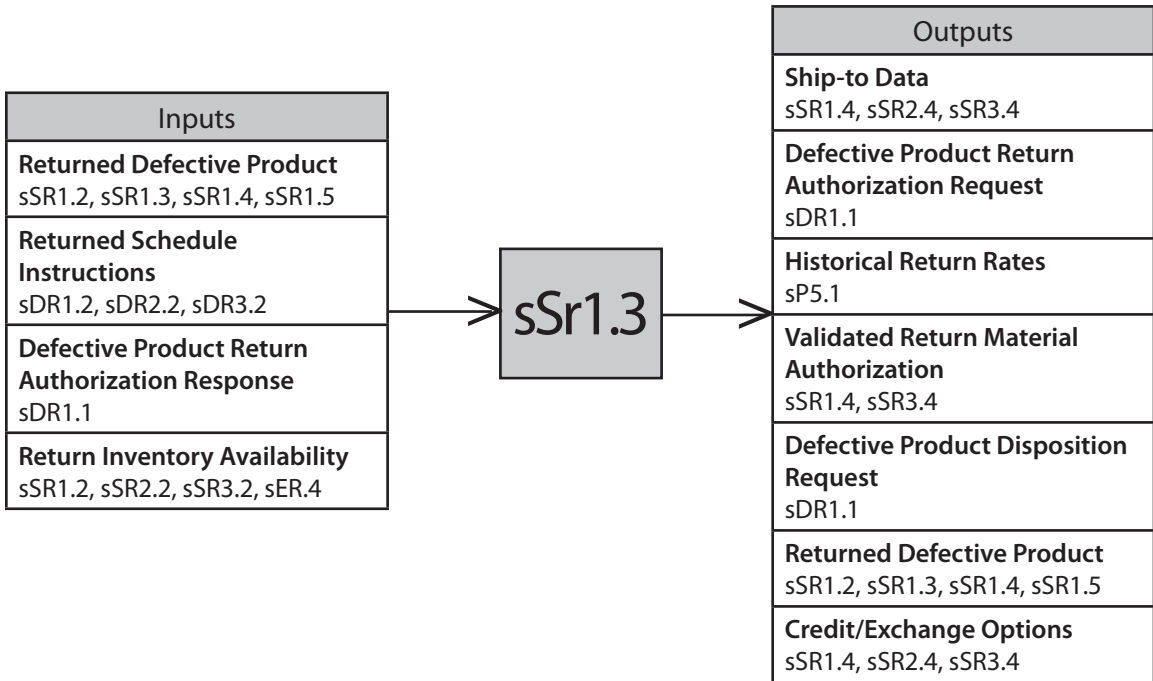 Inputs
Returned Defective Product
sSR1.2, sSR1.3, sSR1.4, sSR1.5
Returned Schedule
Instructions
sDR1.2, sDR2.2, sDR3.2
Defective Product Return
Authorization Response
sDR1.1
Return Inventory Availability
sSR1.2, sSR2.2, sSR3.2, sER.4
sSr1.3
Outputs
Ship-to Data
sSR1.4, sSR2.4, sSR3.4
Defective Product Return
Authorization Request
sDR1.1
Historical Return Rates
sP5.1
Validated Return Material
Authorization
sSR1.4, sSR3.4
Defective Product Disposition
Request
sDR1.1
Returned Defective Product
sSR1.2, sSR1.3, sSR1.4, sSR1.5
Credit/Exchange Options
sSR1.4, sSR2.4, sSR3.4